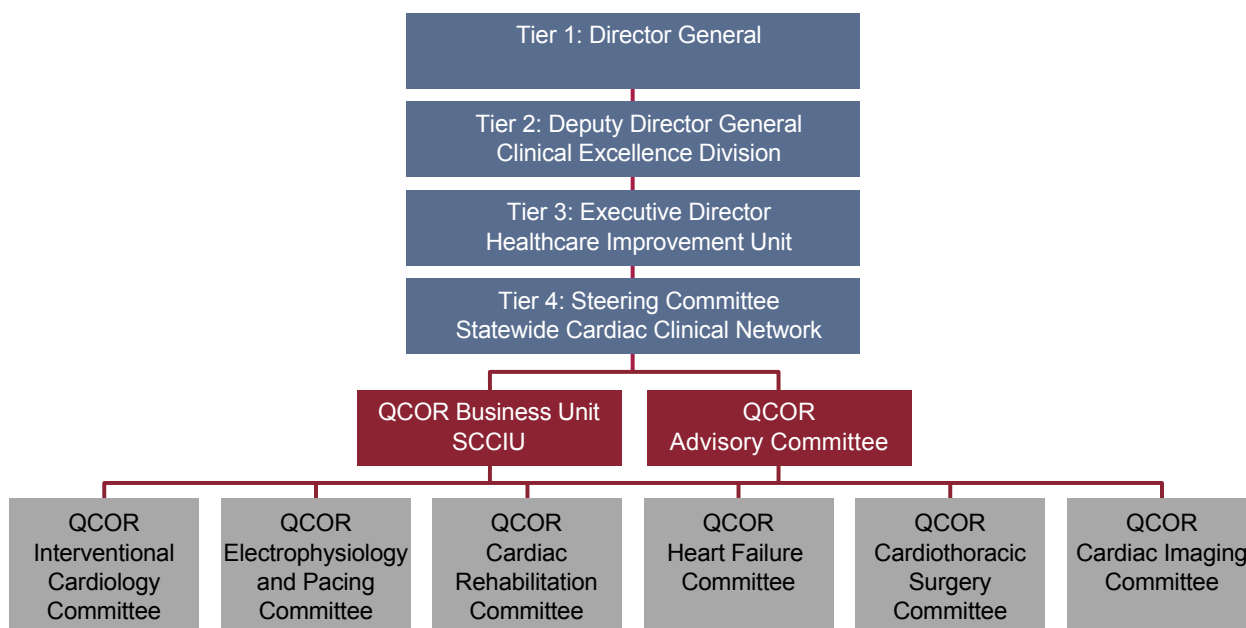 Tier 1: Director General
Tier 2: Deputy Director General
Clinical Excellence Division
Tier 3: Executive Director
Healthcare Improvement Unit
Tier 4: Steering Committee
Statewide Cardiac Clinical Network
QCOR Business Unit
SCCIU
QCOR
Advisory Committee
QCOR
Interventional
Cardiology
Committee
QCOR
Electrophysiology
and Pacing
Committee
QCOR
Cardiac
Rehabilitation
Committee
QCOR
Heart Failure
Committee
QCOR
Cardiothoracic
Surgery
Committee
QCOR
Cardiac Imaging
Committee